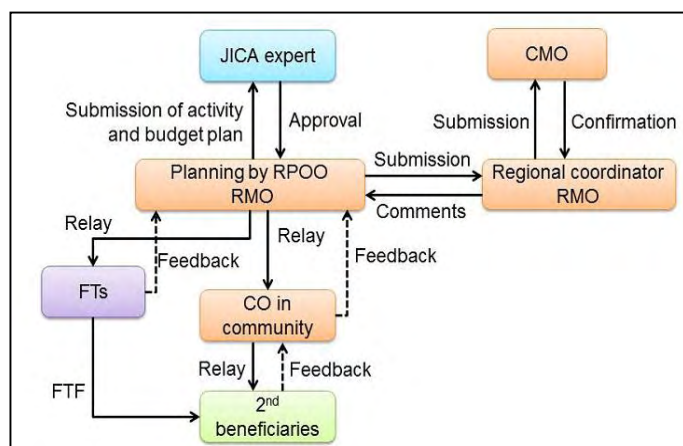 JICA expert
CMO
Submission of activity
and budget plan
Approval
Submission
Confirmation
Planning by RPOO
RMO
Submission
Comments
Regional coordinator
RMO
Relay
Feedback
Relay
Feedback
FTs
CO in
community
FTF
Relay
Feedback
2nd
beneficiaries